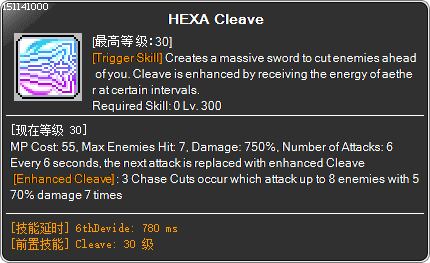 151141000
HEXA Cleave
[最高等级:30]
[Trigger Skill] Creates a massive sword to cut enemies ahead
of you. Cleave is enhanced by receiving the energy of aethe
r at certain intervals.
Required Skill: 0 Lv. 300
[现在等级 30]
MP Cost: 55, Max Enemies Hit: 7, Damage: 750%, Number of Attacks: 6
Every 6 seconds, the next attack is replaced with enhanced Cleave
[Enhanced Cleave]: 3 Chase Cuts occur which attack up to 8 enemies with 5
70% damage 7 times
[技能延时] 6thDevide: 780 ms
[前置技能] Cleave: 30 级